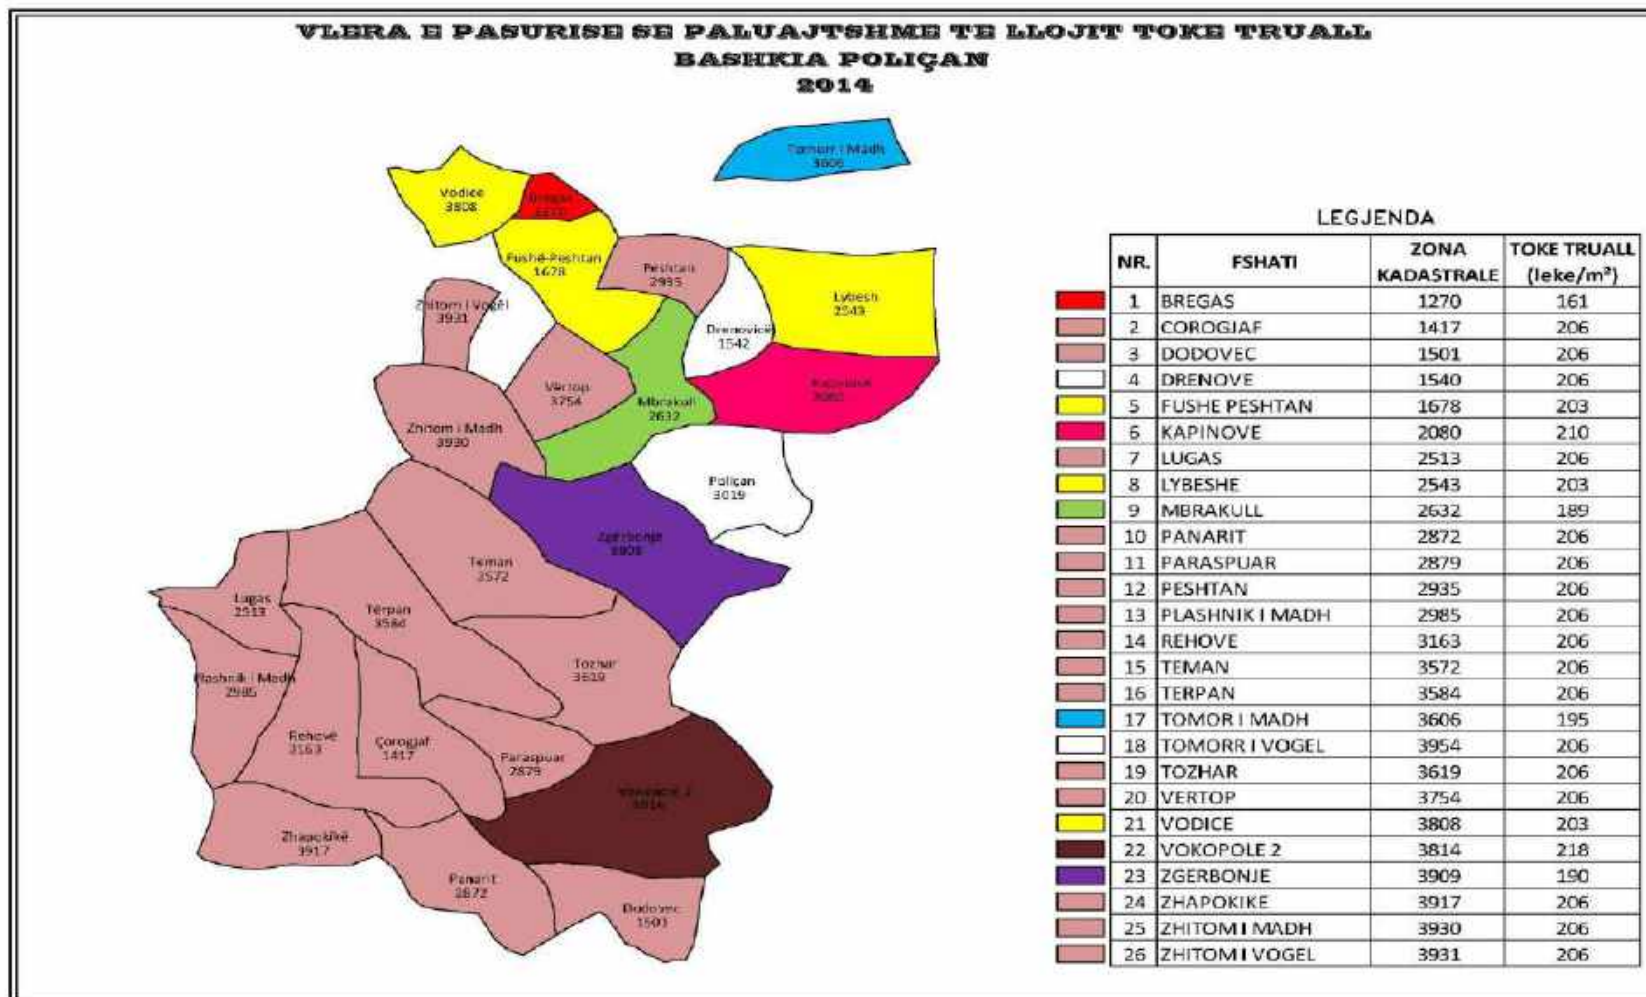 VLERA E PASURISE SE PALUAJTSHME TE LLOJIT TOKE TRUALL
BASHKIA POLIÇAN
2014
Tomorr i Madh
3606
Vodice
3808
Fushë-Peshtan
1678
Peshtan
2935
Lybesh
2543
Zhitom i Vogël
3931
Drenovicë
1542
Vërtop
3754
Mbrakull
2632
Zhitom i Madh
3930
Poliçan
3019
Zgërbonje
Teman
3572
Lugas
2513
Tërpan
3584
Tozhar
3619
Plashnik i Madh
2985
Rehovë
3163
Çorogjaf
1417
Paraspuar
2879
Zhapokikë
3917
Panarit
2872
Dodovec
1501
LEGJENDA
NR. FSHATI ZONA KADASTRALE TOKE TRUALL (leke/m²)
1 BREGAS 1270 161
2 COROGJAF 1417 206
3 DODOVEC 1501 206
4 DRENOVE 1540 206
5 FUSHE PESHTAN 1678 203
6 KAPINOVE 2080 210
7 LUGAS 2513 206
8 LYBESHE 2543 203
9 MBRAKULL 2632 189
10 PANARIT 2872 206
11 PARASPUAR 2879 206
12 PESHTAN 2935 206
13 PLASHNIK I MADH 2985 206
14 REHOVE 3163 206
15 TEMAN 3572 206
16 TERPAN 3584 206
17 TOMOR I MADH 3606 195
18 TOMORR I VOGEL 3954 206
19 TOZHAR 3619 206
20 VERTOP 3754 206
21 VODICE 3808 203
22 VOKOPOLE 2 3814 218
23 ZGERBONJE 3909 190
24 ZHAPOKIKE 3917 206
25 ZHITOM I MADH 3930 206
26 ZHITOM I VOGEL 3931 206